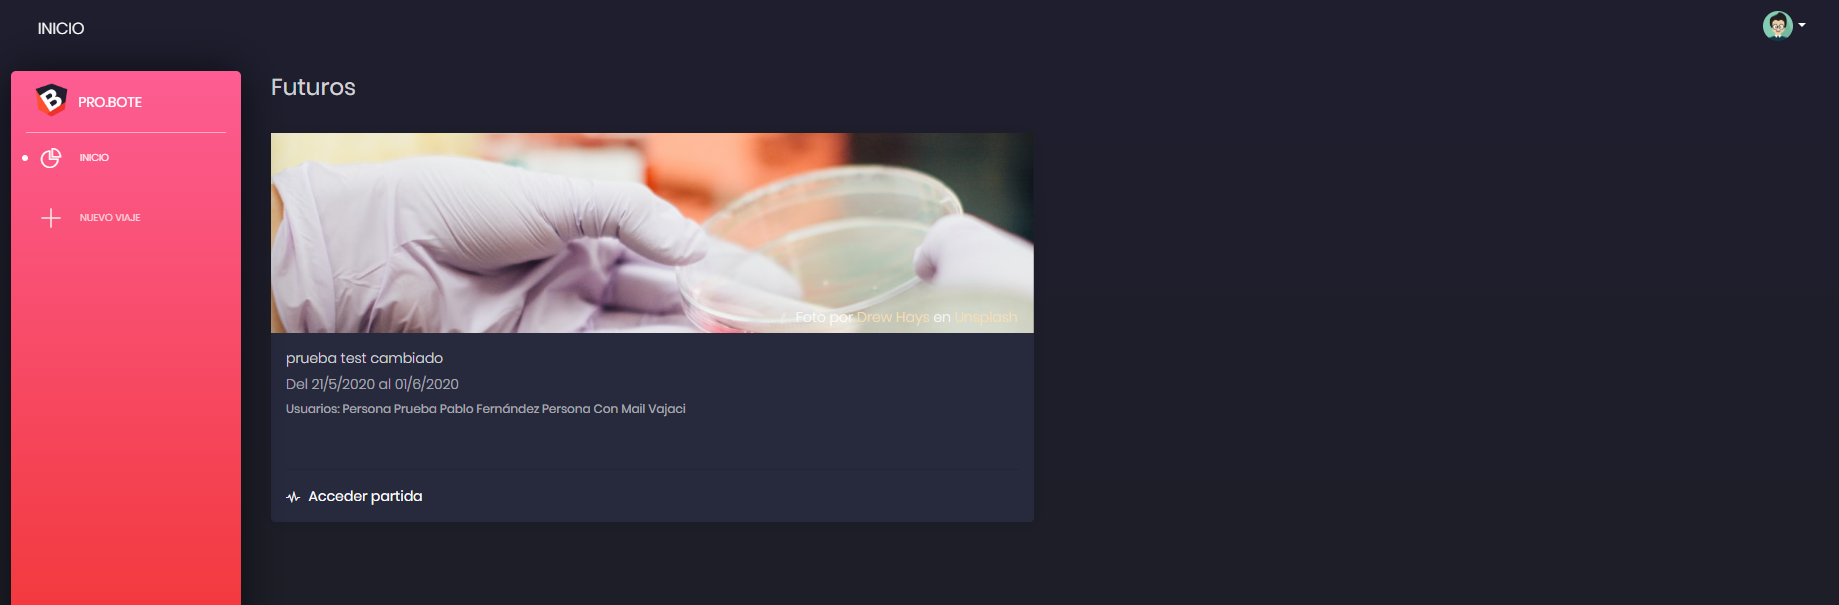 INICIO
PRO.BOTE
INICIO
NUEVO VIAJE
Futuros
Foto por Drew Hays en Unsplash
prueba test cambiado
Del 21/5/2020 al 01/6/2020
Usuarios: Persona Prueba Pablo Fernández Persona Con Mail Vajaci
Acceder partida